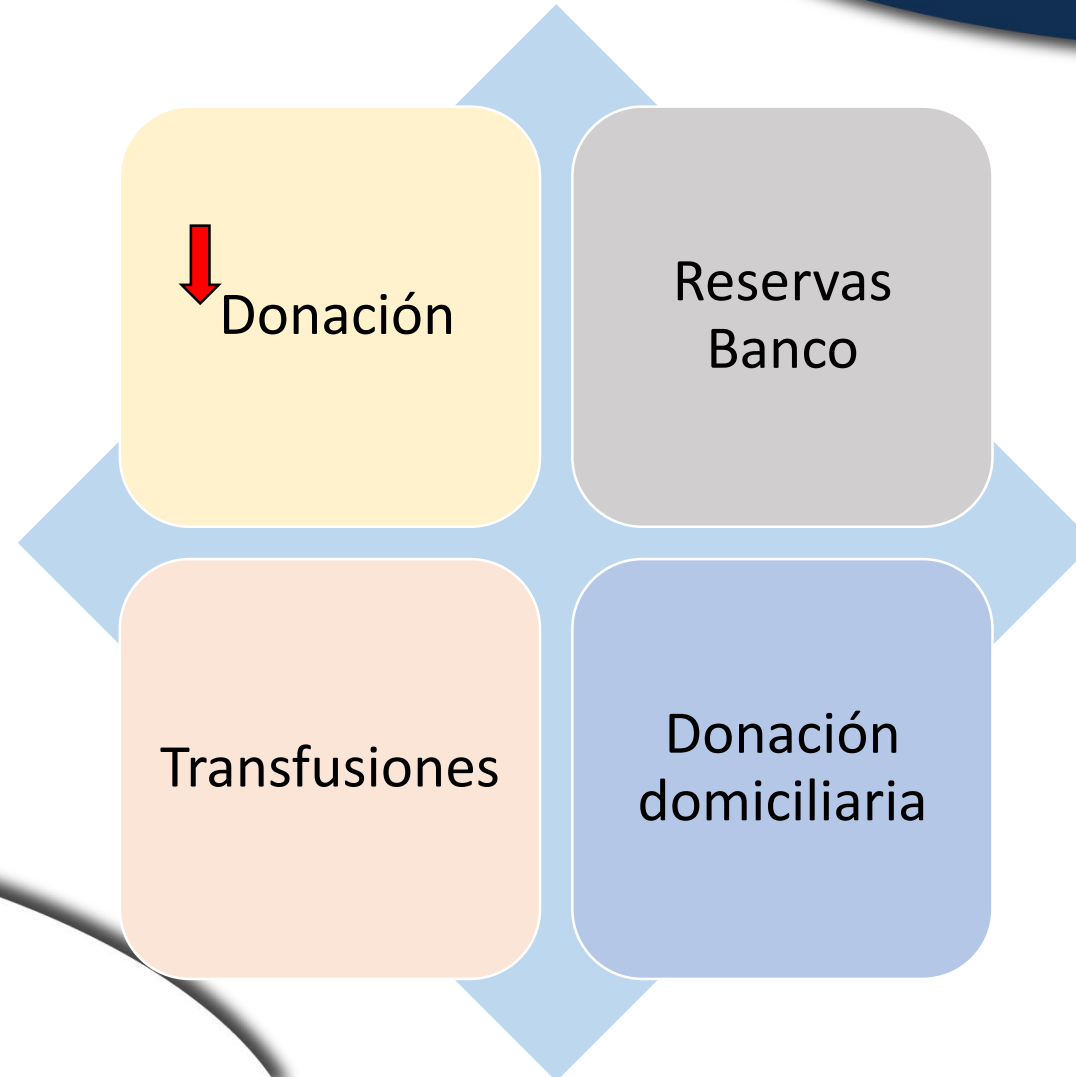 Donación
Reservas
Banco
Transfusiones
Donación
domiciliaria